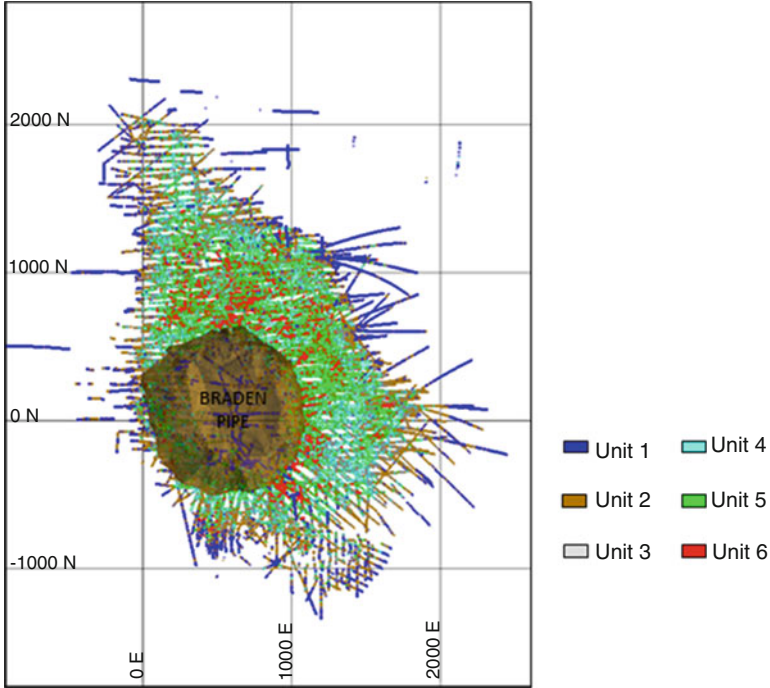 2000 N
1000 N
BRADEN
PIPE
0 N
-1000 N
0 E
1000 E
2000 E
Unit 1
Unit 4
Unit 2
Unit 5
Unit 3
Unit 6